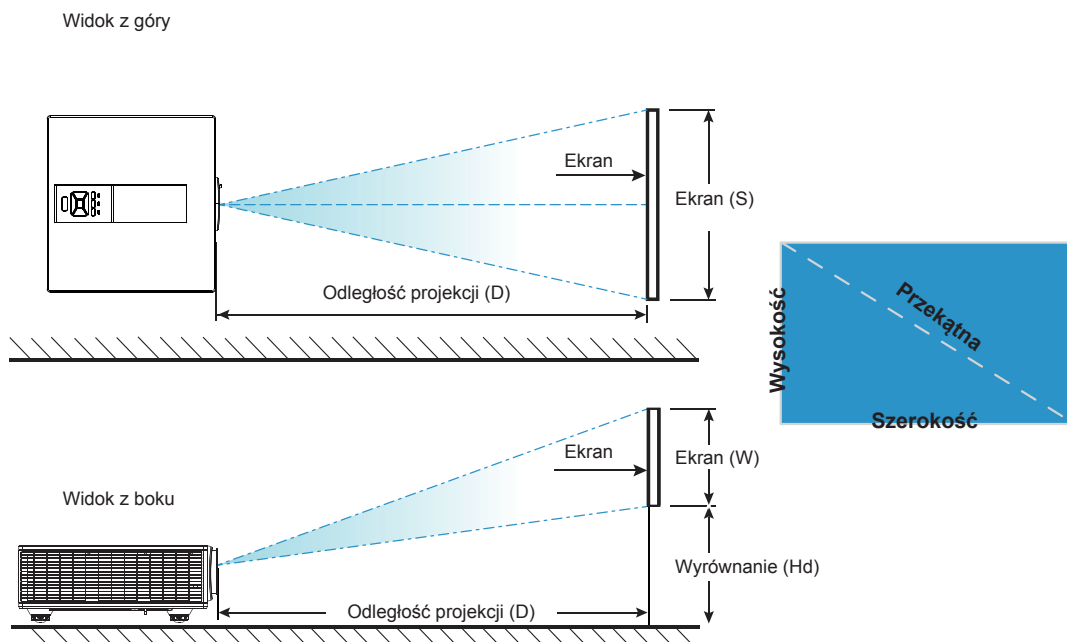 Widok z góry
Ekran
Ekran (S)
Odległość projekcji (D)
Wysokość
Przekątna
Szerokość
Ekran
Ekran (W)
Widok z boku
Wyrównanie (Hd)
Odległość projekcji (D)